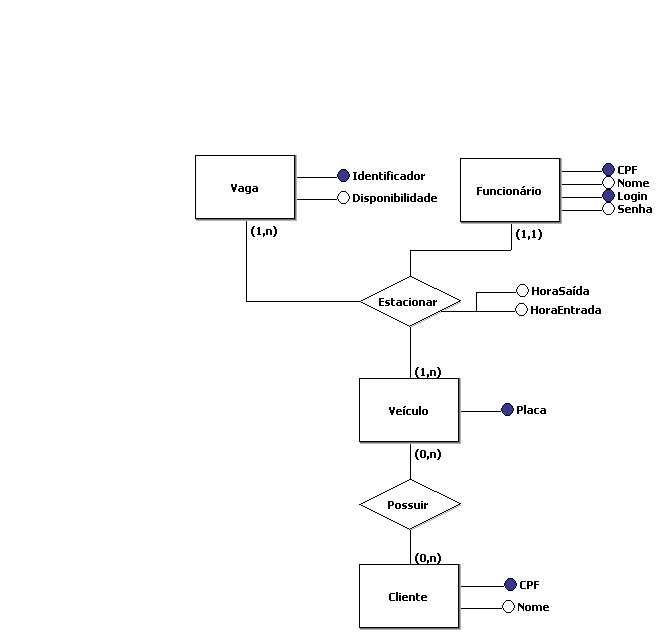 Vaga
Identificador
Disponibilidade
(1,n)
Funcionário
CPF
Nome
Login
Senha
(1,1)
Estacionar
HoraSaída
HoraEntrada
(1,n)
Veículo
Placa
(0,n)
Possuir
(0,n)
Cliente
CPF
Nome